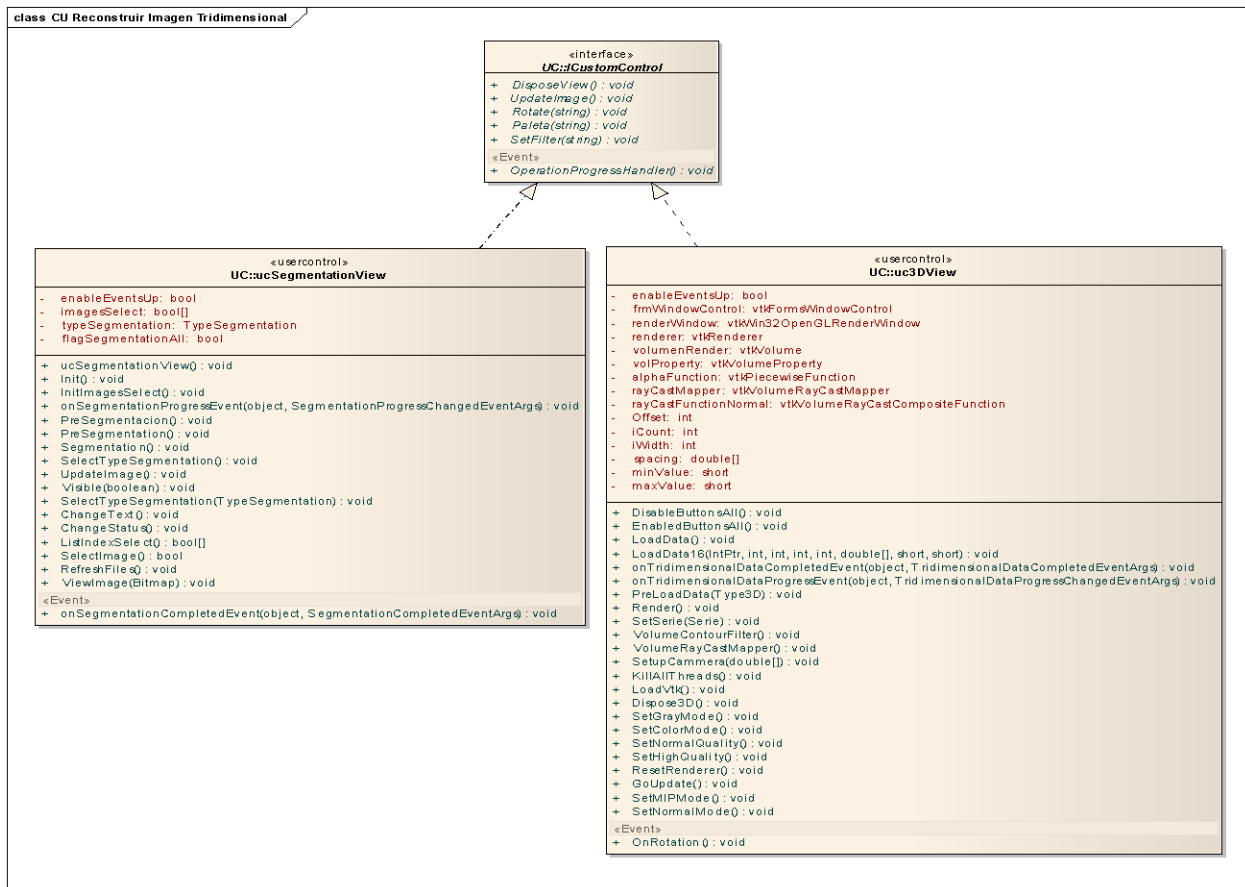 class CU Reconstruir Imagen Tridimensional
«interface»
UC::ICustomControl
+ DisposeView() : void
+ UpdateImage() : void
+ Rotate(string) : void
+ Paleta(string) : void
+ SetFilter(string) : void
«Event»
+ OperationProgressHandler() : void
«usercontrol»
UC::ucSegmentationView
- enableEventsUp: bool
- imagesSelect: bool[]
- typeSegmentation: TypeSegmentation
- flagSegmentationAll: bool
+ ucSegmentationView() : void
+ Init() : void
+ InitImagesSelect() : void
+ onSegmentationProgressEvent(object, SegmentationProgressChangedEventArgs) : void
+ PreSegmentacion() : void
+ PreSegmentation() : void
+ Segmentation() : void
+ SelectTypeSegmentation() : void
+ UpdateImage() : void
+ Visible(boolean) : void
+ SelectTypeSegmentation(TypeSegmentation) : void
+ ChangeText() : void
+ ChangeStatus() : void
+ ListIndexSelect() : bool[]
+ SelectImage() : bool
+ RefreshFiles() : void
+ ViewImage(Bitmap) : void
«Event»
+ onSegmentationCompletedEvent(object, SegmentationCompletedEventArgs) : void
«usercontrol»
UC::uc3DView
- enableEventsUp: bool
- frmWindowControl: vtkFormsWindowControl
- renderWindow: vtkWin32OpenGLRenderWindow
- renderer: vtkRenderer
- volumenRender: vtkVolume
- volProperty: vtkVolumeProperty
- alphaFunction: vtkPiecewiseFunction
- rayCastMapper: vtkVolumeRayCastMapper
- rayCastFunctionNormal: vtkVolumeRayCastCompositeFunction
- Offset: int
- iCount: int
- iWidth: int
- spacing: double[]
- minValue: short
- maxValue: short
+ DisableButtonsAll() : void
+ EnabledButtonsAll() : void
+ LoadData() : void
+ LoadData16(IntPtr, int, int, int, int, double[], short, short) : void
+ onTridimensionalDataCompletedEvent(object, TridimensionalDataCompletedEventArgs) : void
+ onTridimensionalDataProgressEvent(object, TridimensionalDataProgressChangedEventArgs) : void
+ PreLoadData(Type3D) : void
+ Render() : void
+ SetSerie(Serie) : void
+ VolumeContourFilter() : void
+ VolumeRayCastMapper() : void
+ SetupCammera(double[]) : void
+ KillAllThreads() : void
+ LoadVtk() : void
+ Dispose3D() : void
+ SetGrayMode() : void
+ SetColorMode() : void
+ SetNormalQuality() : void
+ SetHighQuality() : void
+ ResetRenderer() : void
+ GoUpdate() : void
+ SetMIPMode() : void
+ SetNormalMode() : void
«Event»
+ OnRotation() : void